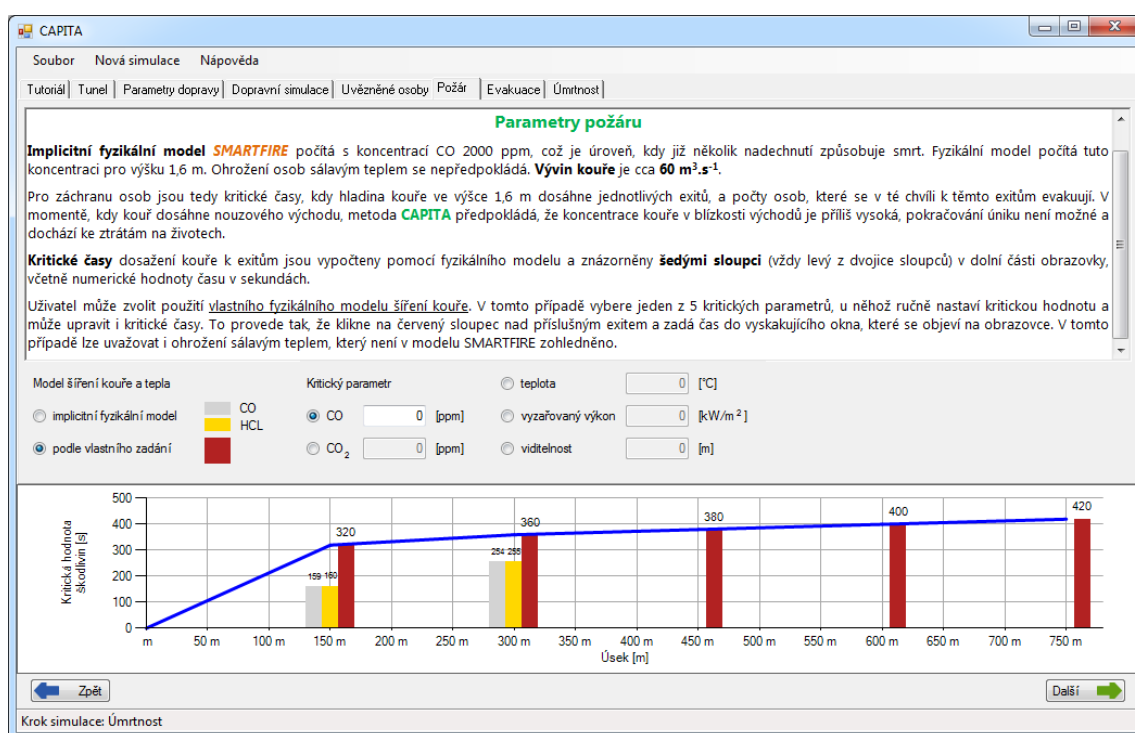 CAPITA
Soubor Nová simulace Nápověda
Tutoriál Tunel Parametry dopravy Dopravní simulace Uvězněné osoby Požár Evakuace Úmrtnost
Parametry požáru
Implicitní fyzikální model SMARTFIRE počítá s koncentrací CO 2000 ppm, což je úroveň, kdy již několik nadechnutí způsobuje smrt. Fyzikální model počítá tuto
koncentraci pro výšku 1,6 m. Ohrožení osob sálavým teplem se nepředpokládá. Vývin kouře je cca 60 m³.s⁻¹.
Pro záchranu osob jsou tedy kritické časy, kdy hladina kouře ve výšce 1,6 m dosáhne jednotlivých exitů, a počty osob, které se v té chvíli k těmto exitům evakuují. V
momentě, kdy kouř dosáhne nouzového východu, metoda CAPITA předpokládá, že koncentrace kouře v blízkosti východů je příliš vysoká, pokračování úniku není možné a
dochází ke ztrátám na životech.
Kritické časy dosažení kouře k exitům jsou vypočteny pomocí fyzikálního modelu a znázorněny šedými sloupci (vždy levý z dvojice sloupců) v dolní části obrazovky,
včetně numerické hodnoty času v sekundách.
Uživatel může zvolit použití vlastního fyzikálního modelu šíření kouře. V tomto případě vybere jeden z 5 kritických parametrů, u něhož ručně nastaví kritickou hodnotu a
může upravit i kritické časy. To provede tak, že klikne na červený sloupec nad příslušným exitem a zadá čas do vyskakujícího okna, které se objeví na obrazovce. V tomto
případě lze uvažovat i ohrožení sálavým teplem, který není v modelu SMARTFIRE zohledněno.
Model šíření kouře a tepla Kritický parametr teplota 0 [°C]
implicitní fyzikální model CO HCL CO 0 [ppm] vyzařovaný výkon 0 [kW/m²]
podle vlastního zadání CO₂ 0 [ppm] viditelnost 0 [m]
Kritická hodnota
škodlivin [s]
500
400
300
200
100
0
159 160 320
254 255 360
380
400
420
m 50 m 100 m 150 m 200 m 250 m 300 m 350 m 400 m 450 m 500 m 550 m 600 m 650 m 700 m 750 m
Úsek [m]
Zpět Další
Krok simulace: Úmrtnost